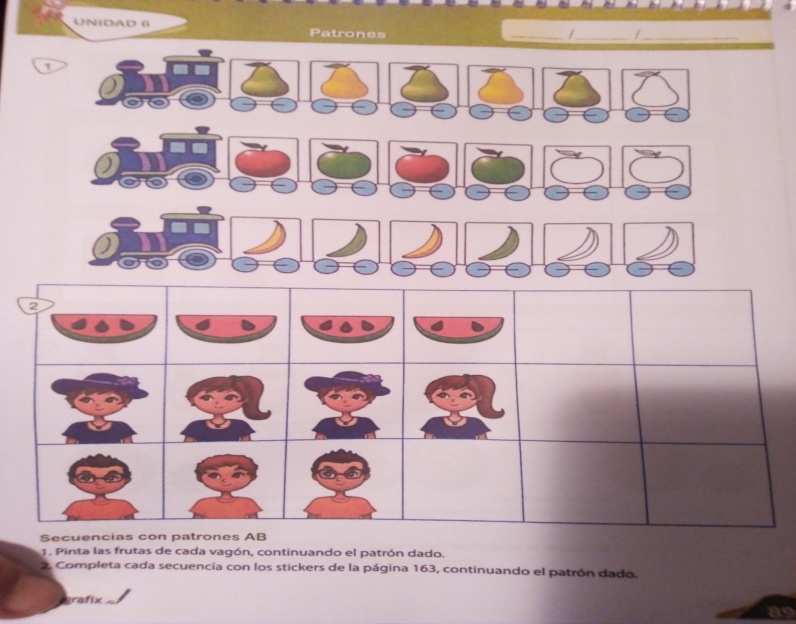 UNIDAD 6
Patrones
1
2
Secuencias con patrones AB
1. Pinta las frutas de cada vagón, continuando el patrón dado.
2. Completa cada secuencia con los stickers de la página 163, continuando el patrón dado.
grafix
89